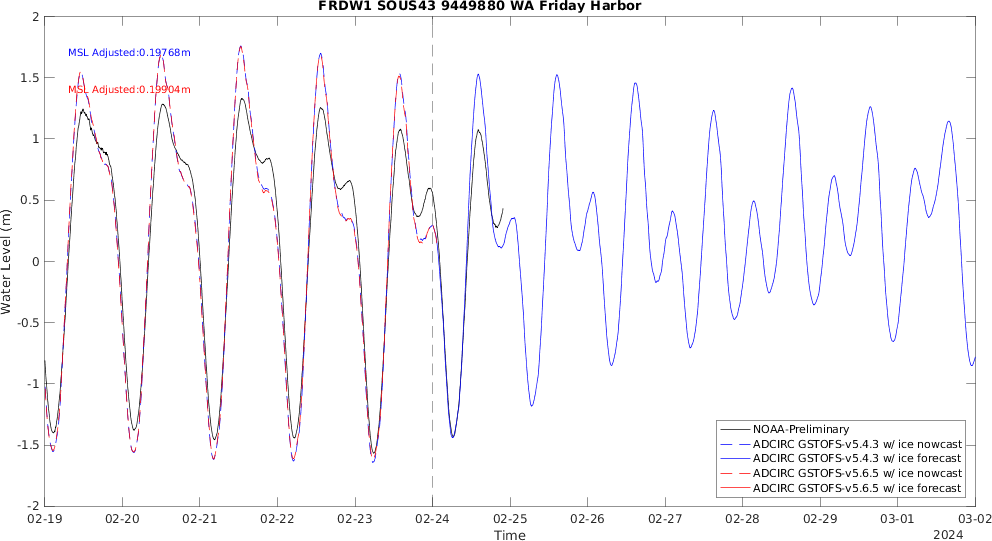 FRDW1 SOUS43 9449880 WA Friday Harbor
MSL Adjusted:0.19768m
MSL Adjusted:0.19904m
Water Level (m)
2
1.5
1
0.5
0
-0.5
-1
-1.5
-2
NOAA-Preliminary
ADCIRC GSTOFS-v5.4.3 w/ ice nowcast
ADCIRC GSTOFS-v5.4.3 w/ ice forecast
ADCIRC GSTOFS-v5.6.5 w/ ice nowcast
ADCIRC GSTOFS-v5.6.5 w/ ice forecast
02-19 02-20 02-21 02-22 02-23 02-24 02-25 02-26 02-27 02-28 02-29 03-01 03-02
Time
2024